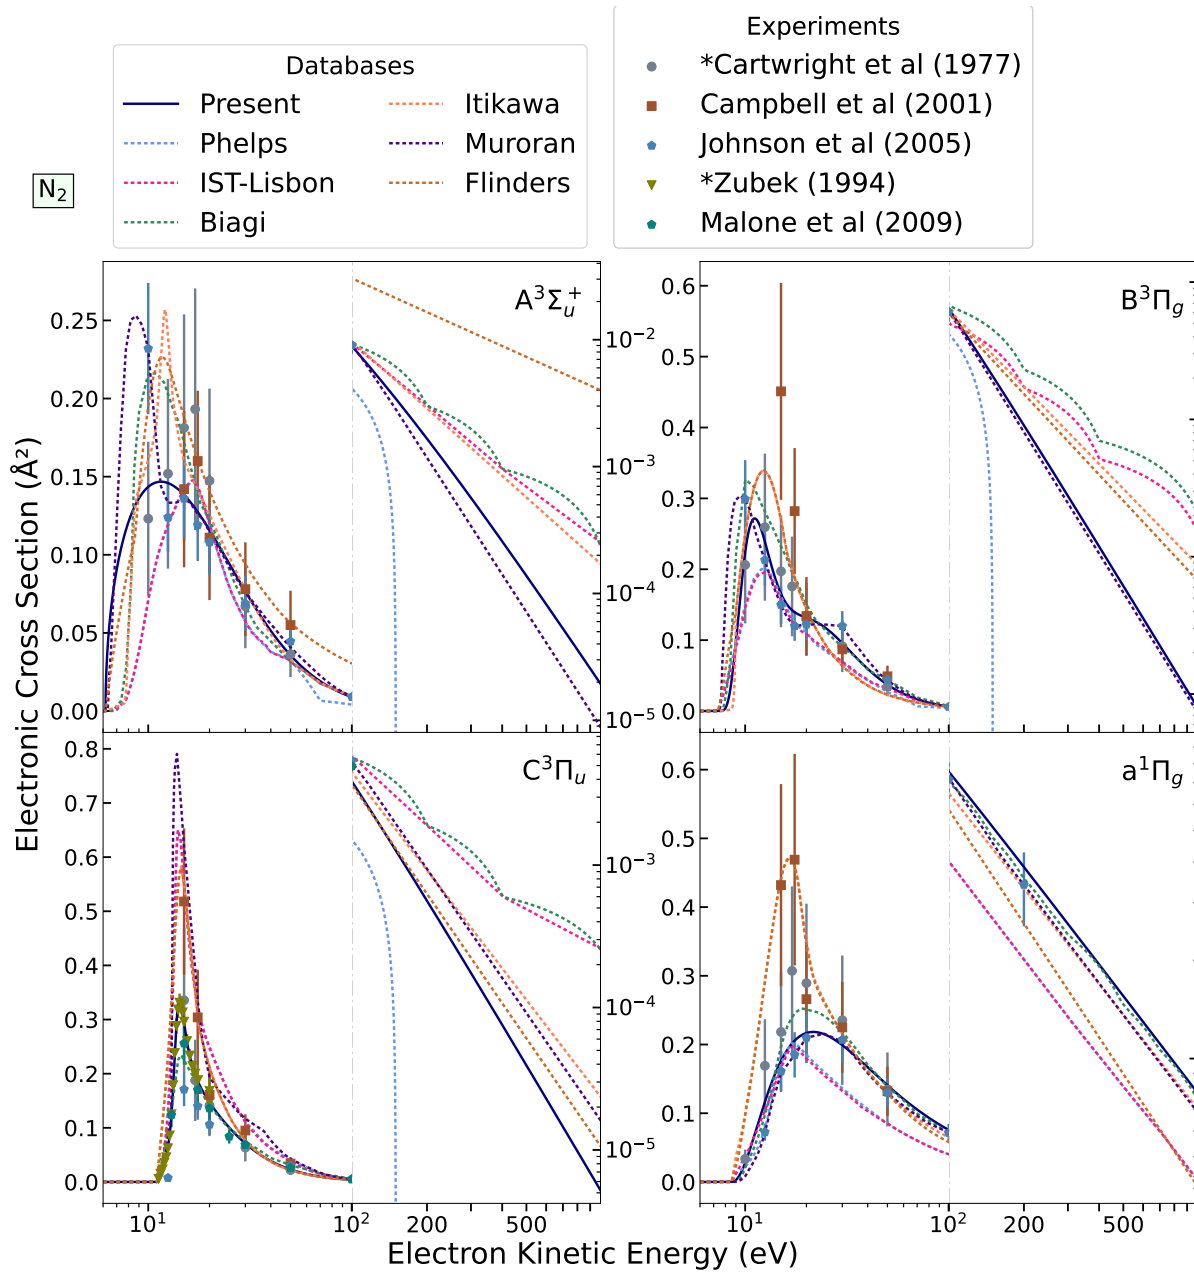 N₂
Databases
Present
Phelps
IST-Lisbon
Biagi
Itikawa
Muroran
Flinders
Experiments
*Cartwright et al (1977)
Campbell et al (2001)
Johnson et al (2005)
*Zubek (1994)
Malone et al (2009)
Electronic Cross Section (Å²)
A³Σᵤ⁺
0.25
0.20
0.15
0.10
0.05
0.00
10⁻²
10⁻³
10⁻⁴
10⁻⁵
B³Π_g
0.6
0.5
0.4
0.3
0.2
0.1
0.0
C³Πᵤ
0.8
0.7
0.6
0.5
0.4
0.3
0.2
0.1
0.0
10⁻³
10⁻⁴
10⁻⁵
10¹ 10² 200 500
a¹Π_g
0.6
0.5
0.4
0.3
0.2
0.1
0.0
10¹ 10² 200 500
Electron Kinetic Energy (eV)